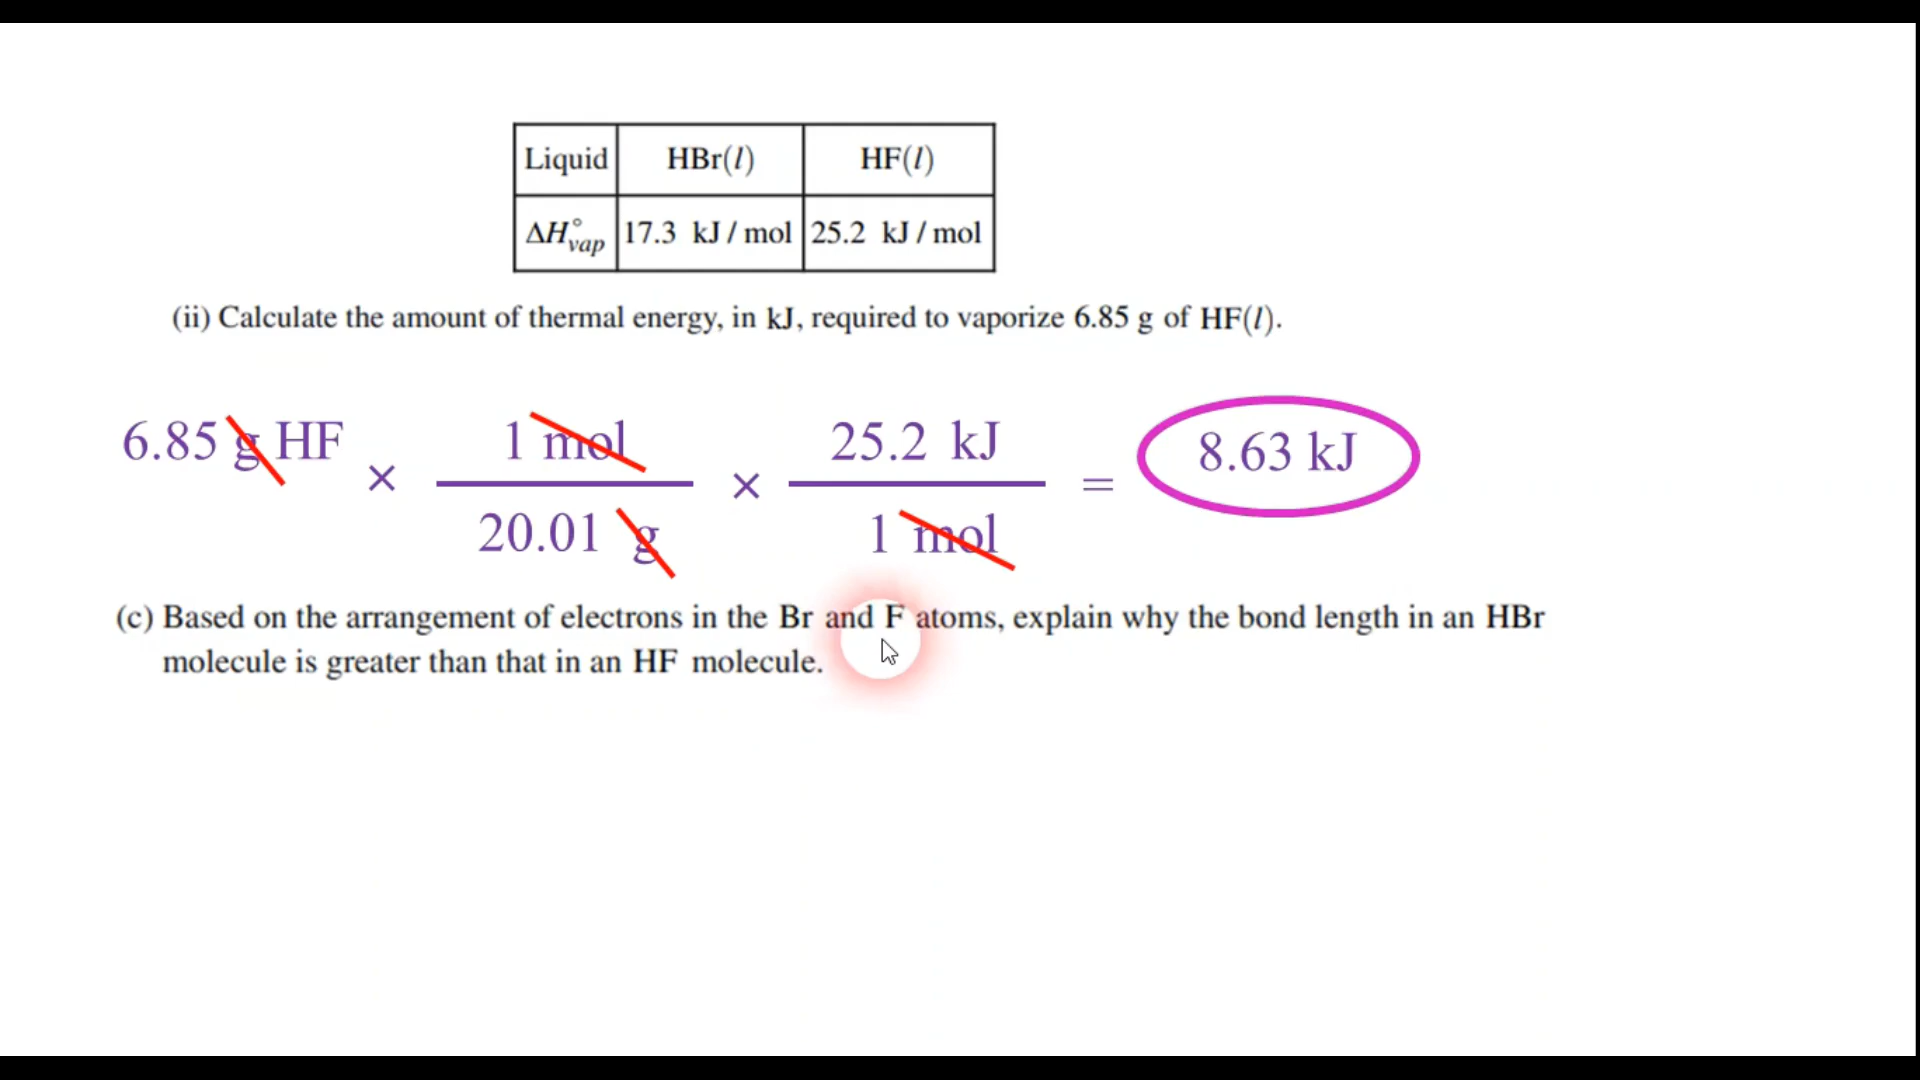 Liquid HBr(l) HF(l)
ΔH°vap 17.3 kJ / mol 25.2 kJ / mol
(ii) Calculate the amount of thermal energy, in kJ, required to vaporize 6.85 g of HF(l).
6.85 g HF × 1 mol / 20.01 g × 25.2 kJ / 1 mol = 8.63 kJ
(c) Based on the arrangement of electrons in the Br and F atoms, explain why the bond length in an HBr
molecule is greater than that in an HF molecule.